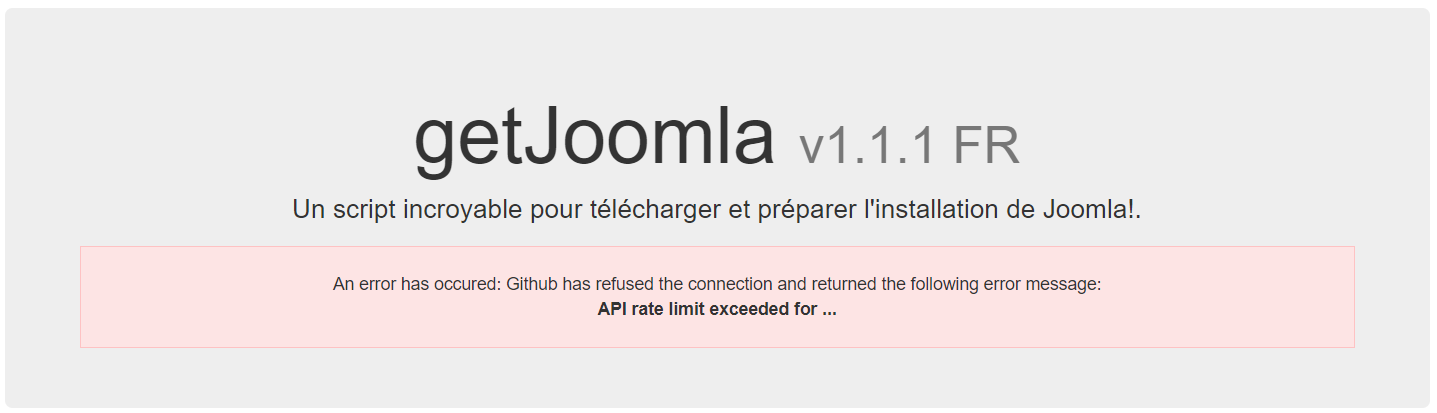 getJoomla v1.1.1 FR
Un script incroyable pour télécharger et préparer l'installation de Joomla!.
An error has occured: Github has refused the connection and returned the following error message:
API rate limit exceeded for ...